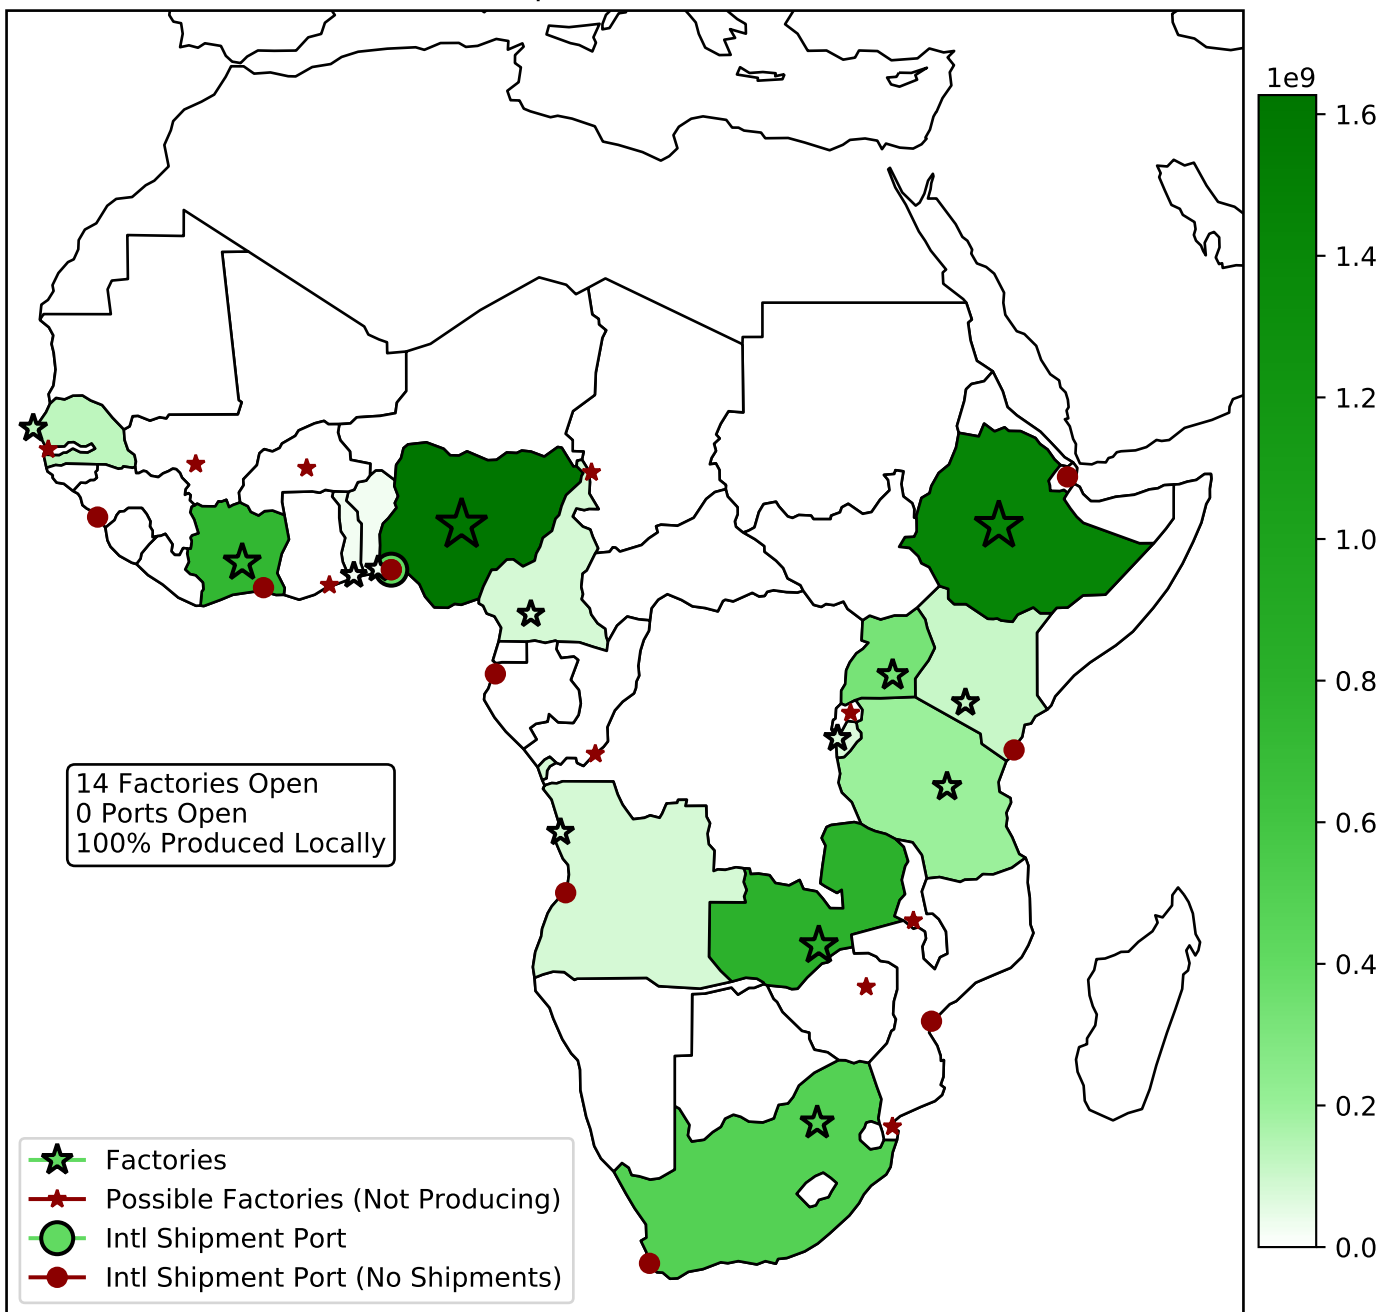 1e9
1.6
1.4
1.2
1.0
0.8
0.6
0.4
0.2
0.0
14 Factories Open
0 Ports Open
100% Produced Locally
Factories
Possible Factories (Not Producing)
Intl Shipment Port
Intl Shipment Port (No Shipments)